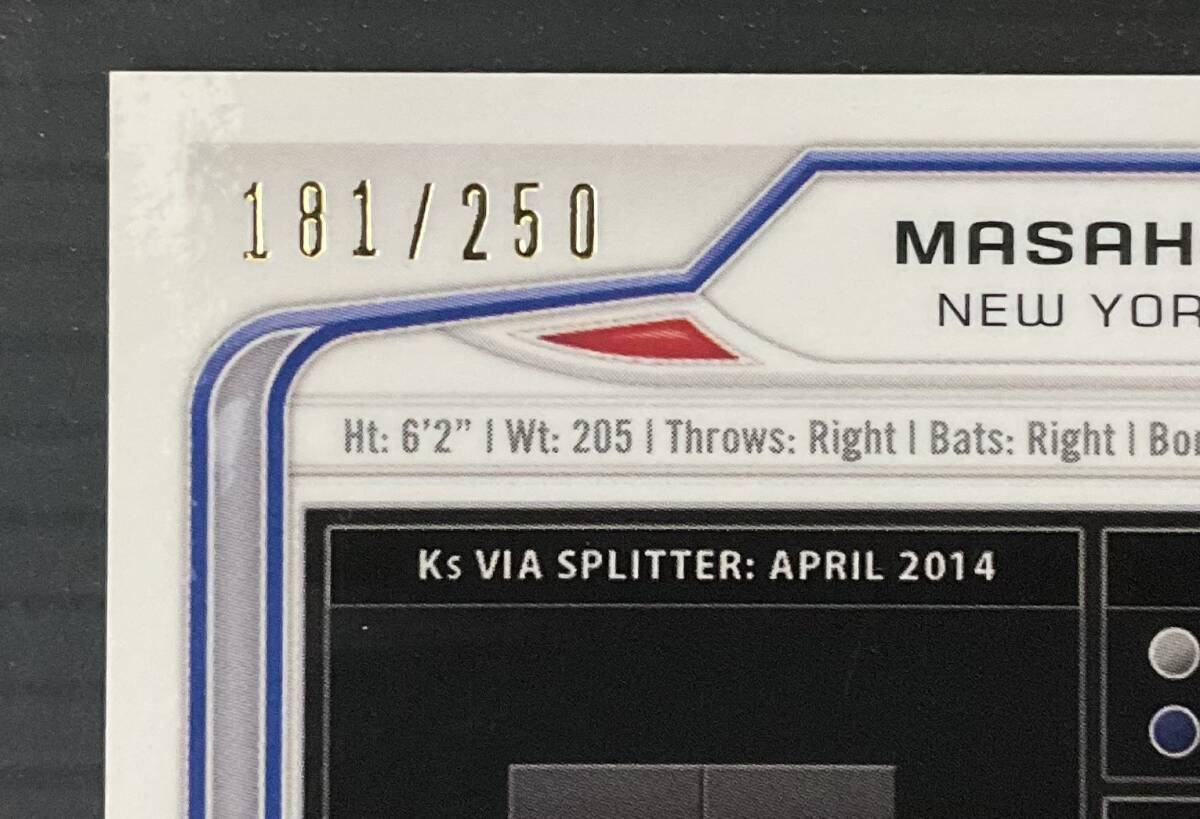 181/250
MASAH
NEW YOR
Ht: 6'2" | Wt: 205 | Throws: Right | Bats: Right | Bor
Ks VIA SPLITTER: APRIL 2014